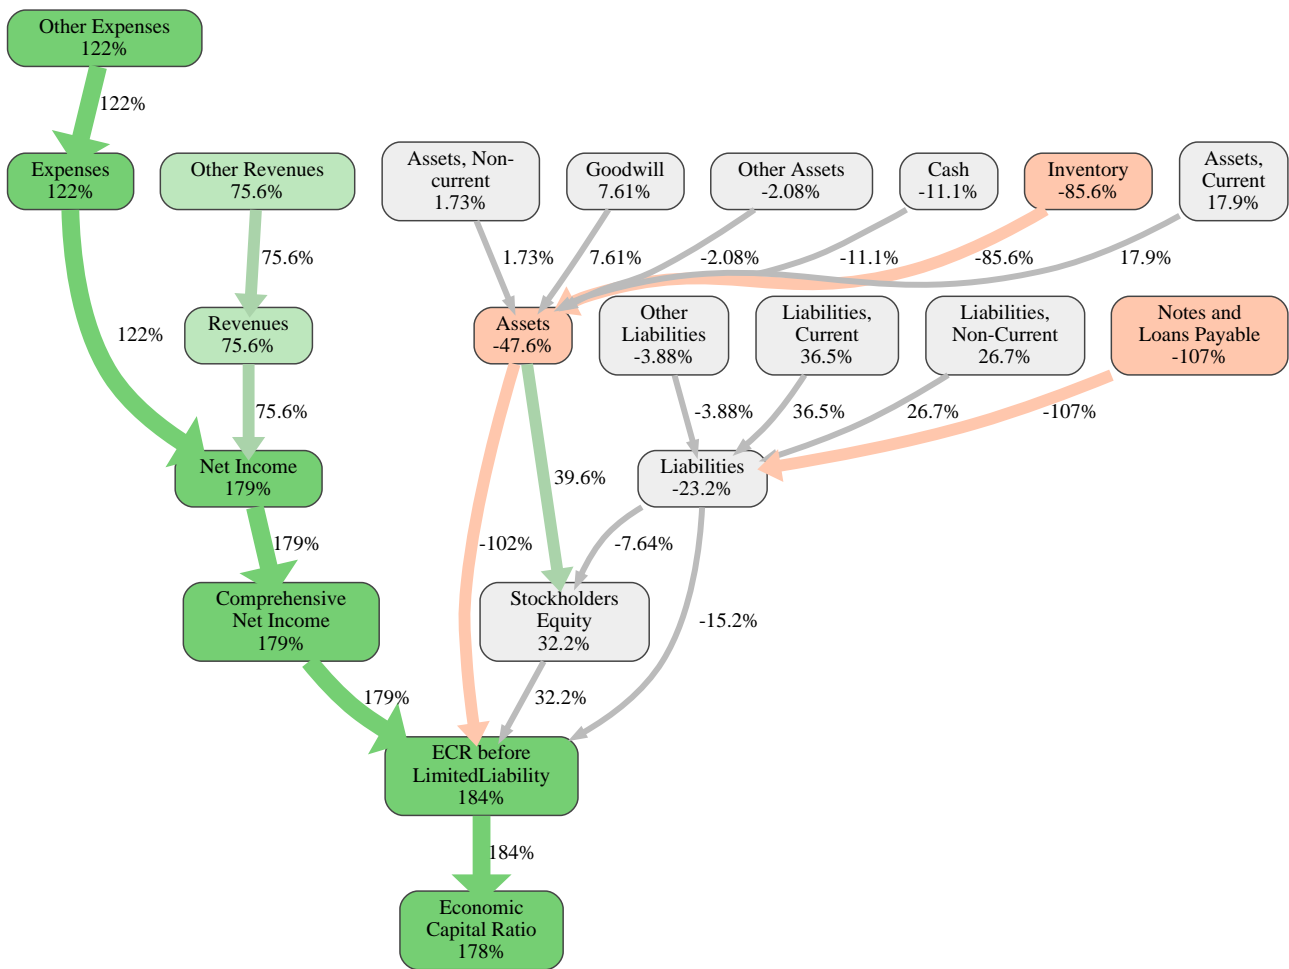 Other Expenses
122%
122%
Expenses
122%
Other Revenues
75.6%
Assets, Non-
current
1.73%
Goodwill
7.61%
Other Assets
-2.08%
Cash
-11.1%
Inventory
-85.6%
Assets,
Current
17.9%
75.6%
1.73%
7.61%
-2.08%
-11.1%
-85.6%
17.9%
122%
Revenues
75.6%
Assets
-47.6%
Other
Liabilities
-3.88%
Liabilities,
Current
36.5%
Liabilities,
Non-Current
26.7%
Notes and
Loans Payable
-107%
75.6%
-3.88%
36.5%
26.7%
-107%
Net Income
179%
39.6%
Liabilities
-23.2%
179%
-102%
-7.64%
-15.2%
Comprehensive
Net Income
179%
Stockholders
Equity
32.2%
179%
32.2%
ECR before
LimitedLiability
184%
184%
Economic
Capital Ratio
178%